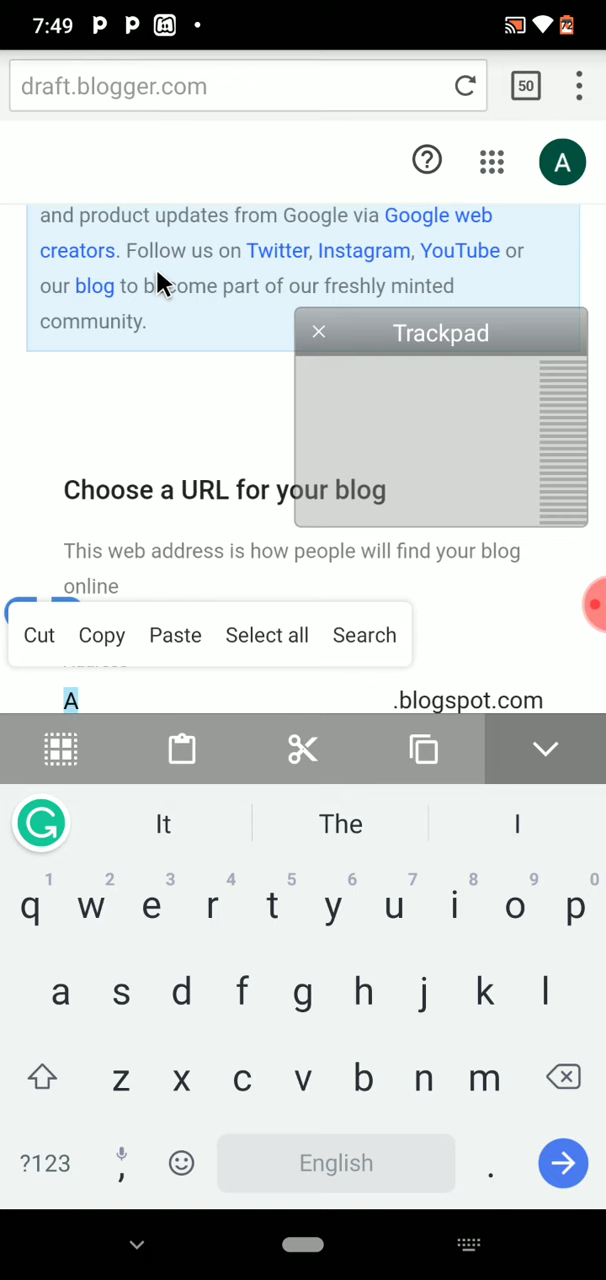 7:49
72
draft.blogger.com
50
A
and product updates from Google via Google web
creators. Follow us on Twitter, Instagram, YouTube or
our blog to become part of our freshly minted
community.
Trackpad
Choose a URL for your blog
This web address is how people will find your blog
online
Cut Copy Paste Select all Search
Address
A .blogspot.com
It The I
1 2 3 4 5 6 7 8 9 0
q w e r t y u i o p
a s d f g h j k l
z x c v b n m
?123 , English .